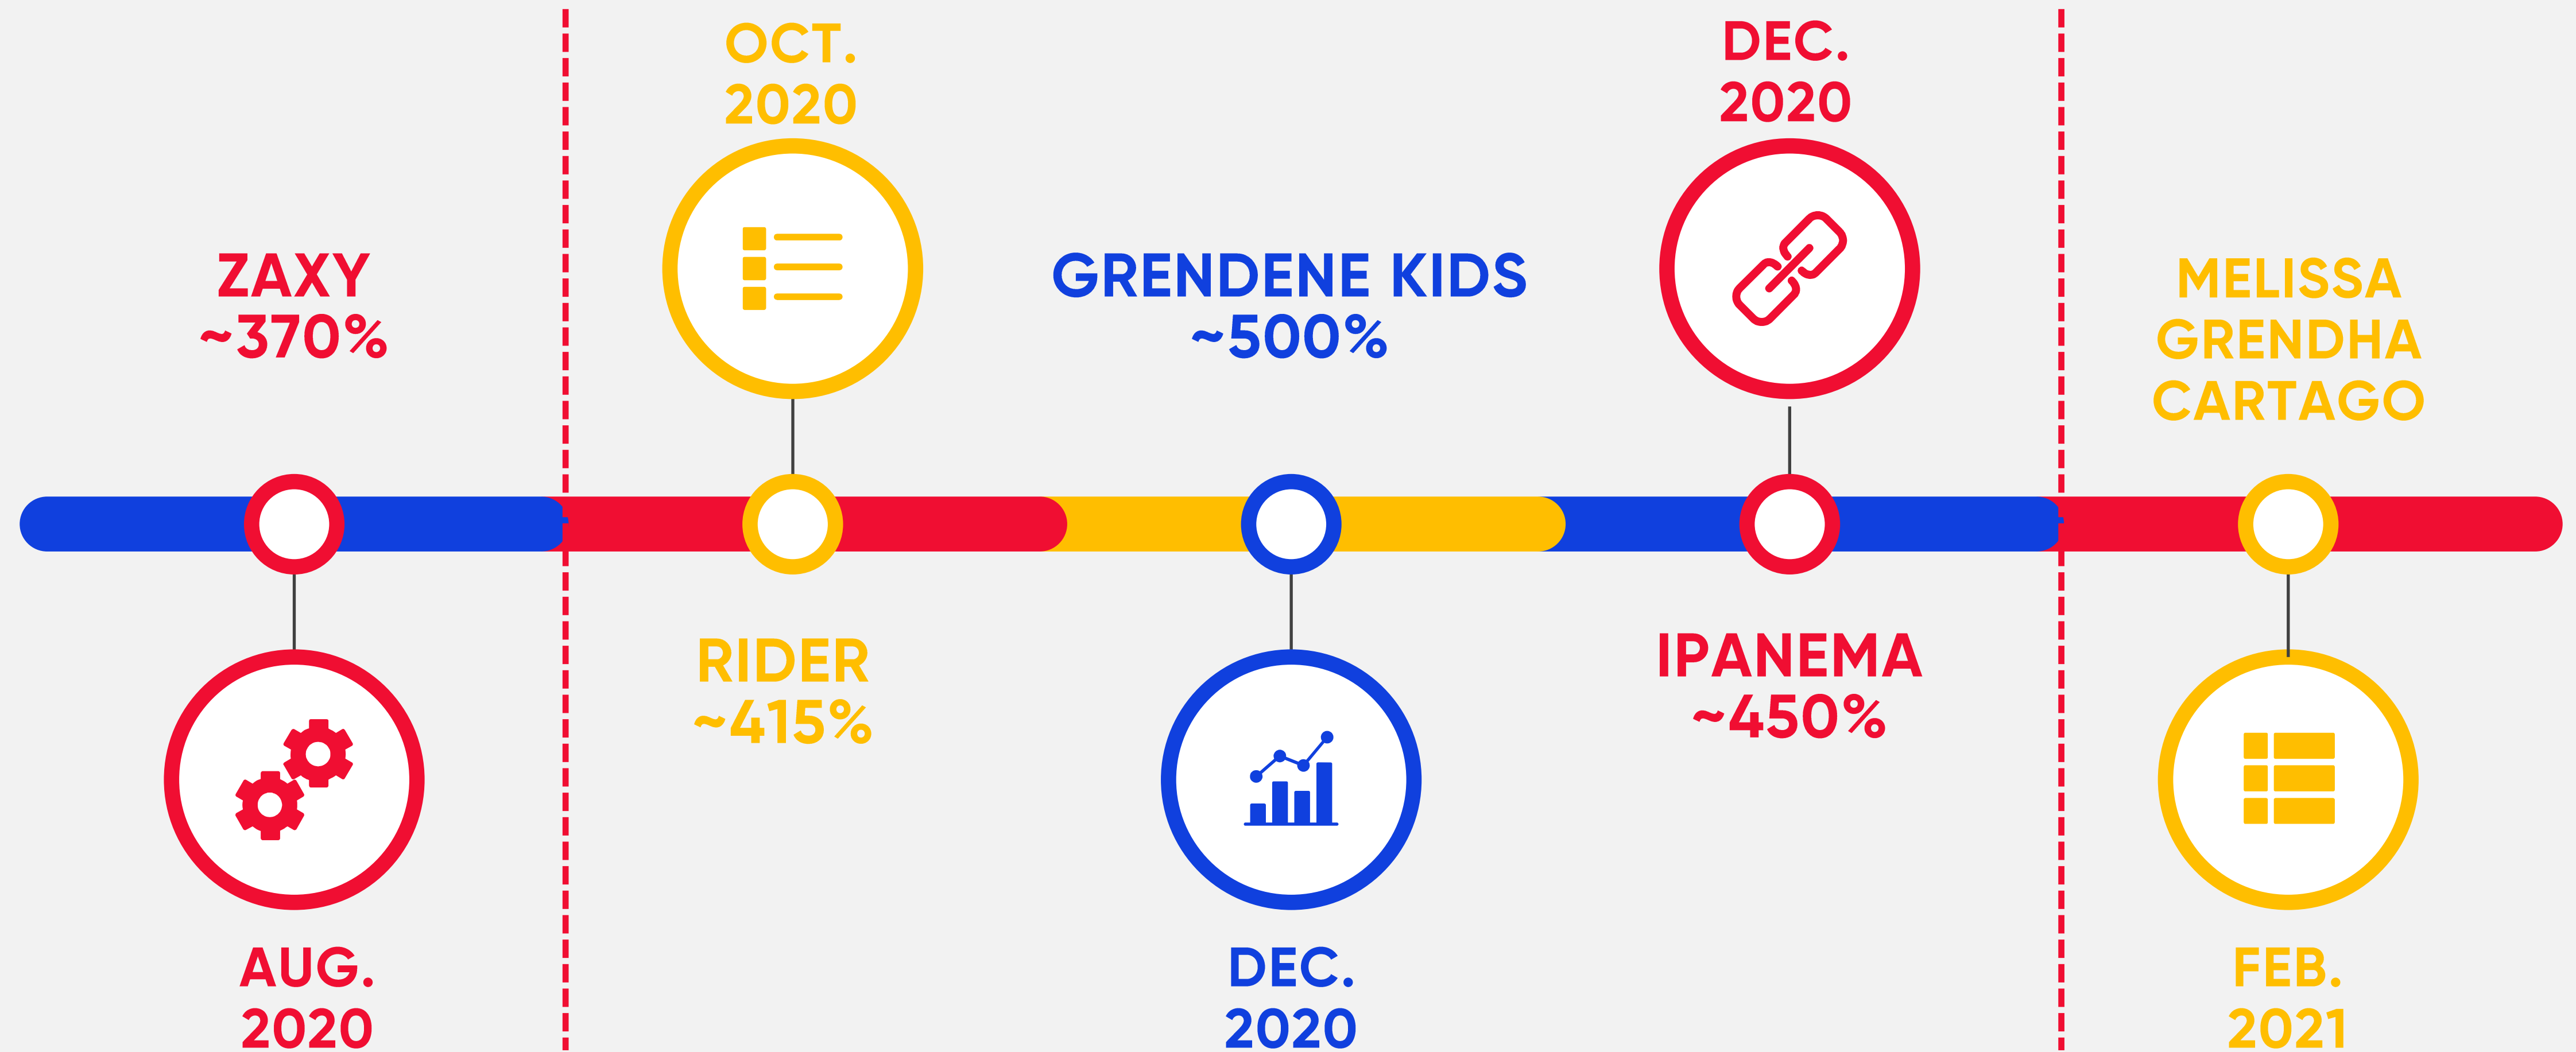 ZAXY
~370%
AUG.
2020
OCT.
2020
RIDER
~415%
GRENDENE KIDS
~500%
DEC.
2020
DEC.
2020
IPANEMA
~450%
MELISSA
GRENDHA
CARTAGO
FEB.
2021